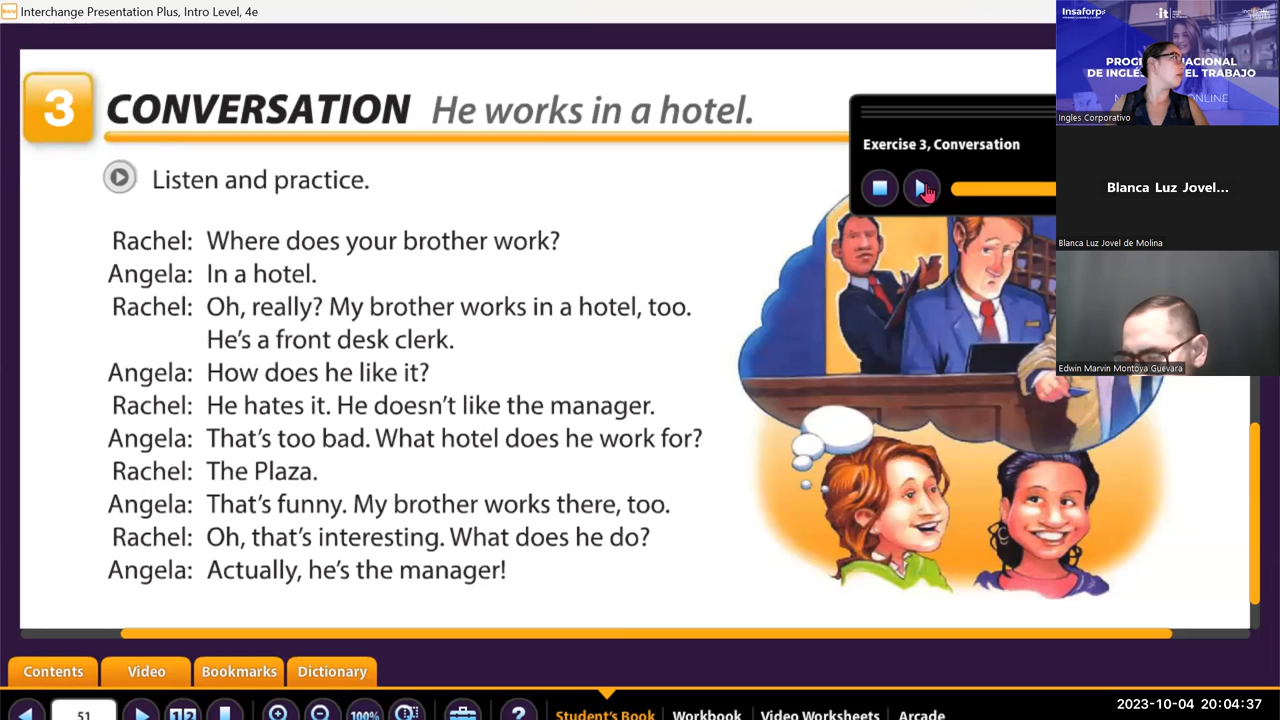 Interchange Presentation Plus, Intro Level, 4e
3 CONVERSATION He works in a hotel.
Listen and practice.
Rachel: Where does your brother work?
Angela: In a hotel.
Rachel: Oh, really? My brother works in a hotel, too.
He's a front desk clerk.
Angela: How does he like it?
Rachel: He hates it. He doesn't like the manager.
Angela: That's too bad. What hotel does he work for?
Rachel: The Plaza.
Angela: That's funny. My brother works there, too.
Rachel: Oh, that's interesting. What does he do?
Angela: Actually, he's the manager!
Exercise 3, Conversation
Insaforp
it
NACIONAL
DE INGLÉS EL TRABAJO
ONLINE
Ingles Corporativo
Blanca Luz Jovel...
Blanca Luz Jovel de Molina
Edwin Marvin Montoya Guevara
Contents Video Bookmarks Dictionary
51 100% ? Student's Book Workbook Video Worksheets Arcade
2023-10-04 20:04:37